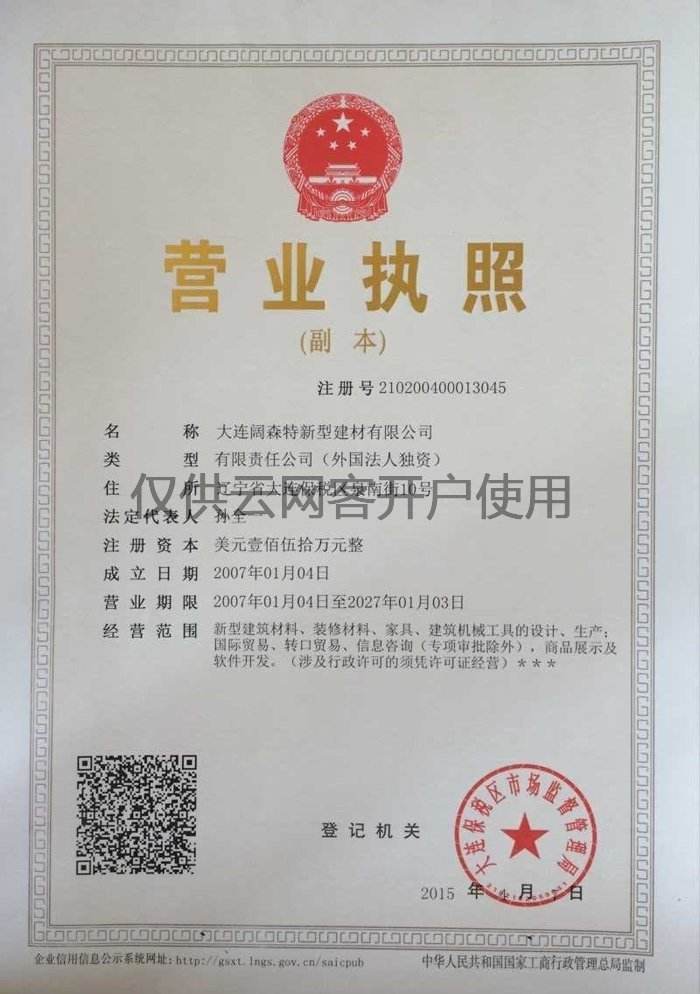 营业执照
(副 本)
注册号 210200400013045
名 称 大连阔森特新型建材有限公司
类 型 有限责任公司（外国法人独资）
住 所 辽宁省大连保税区泉南街10号
仅供云网客开户使用
法定代表人 孙全一
注册资本 美元壹佰伍拾万元整
成立日期 2007年01月04日
营业期限 2007年01月04日至2027年01月03日
经营范围 新型建筑材料、装修材料、家具、建筑机械工具的设计、生产；
国际贸易、转口贸易、信息咨询（专项审批除外），商品展示及
软件开发。（涉及行政许可的须凭许可证经营）＊＊＊
大连保税区市场监督管理局
登记机关
2015 年 月 日
企业信用信息公示系统网址：http://gsxt.lngs.gov.cn/saicpub
中华人民共和国国家工商行政管理总局监制